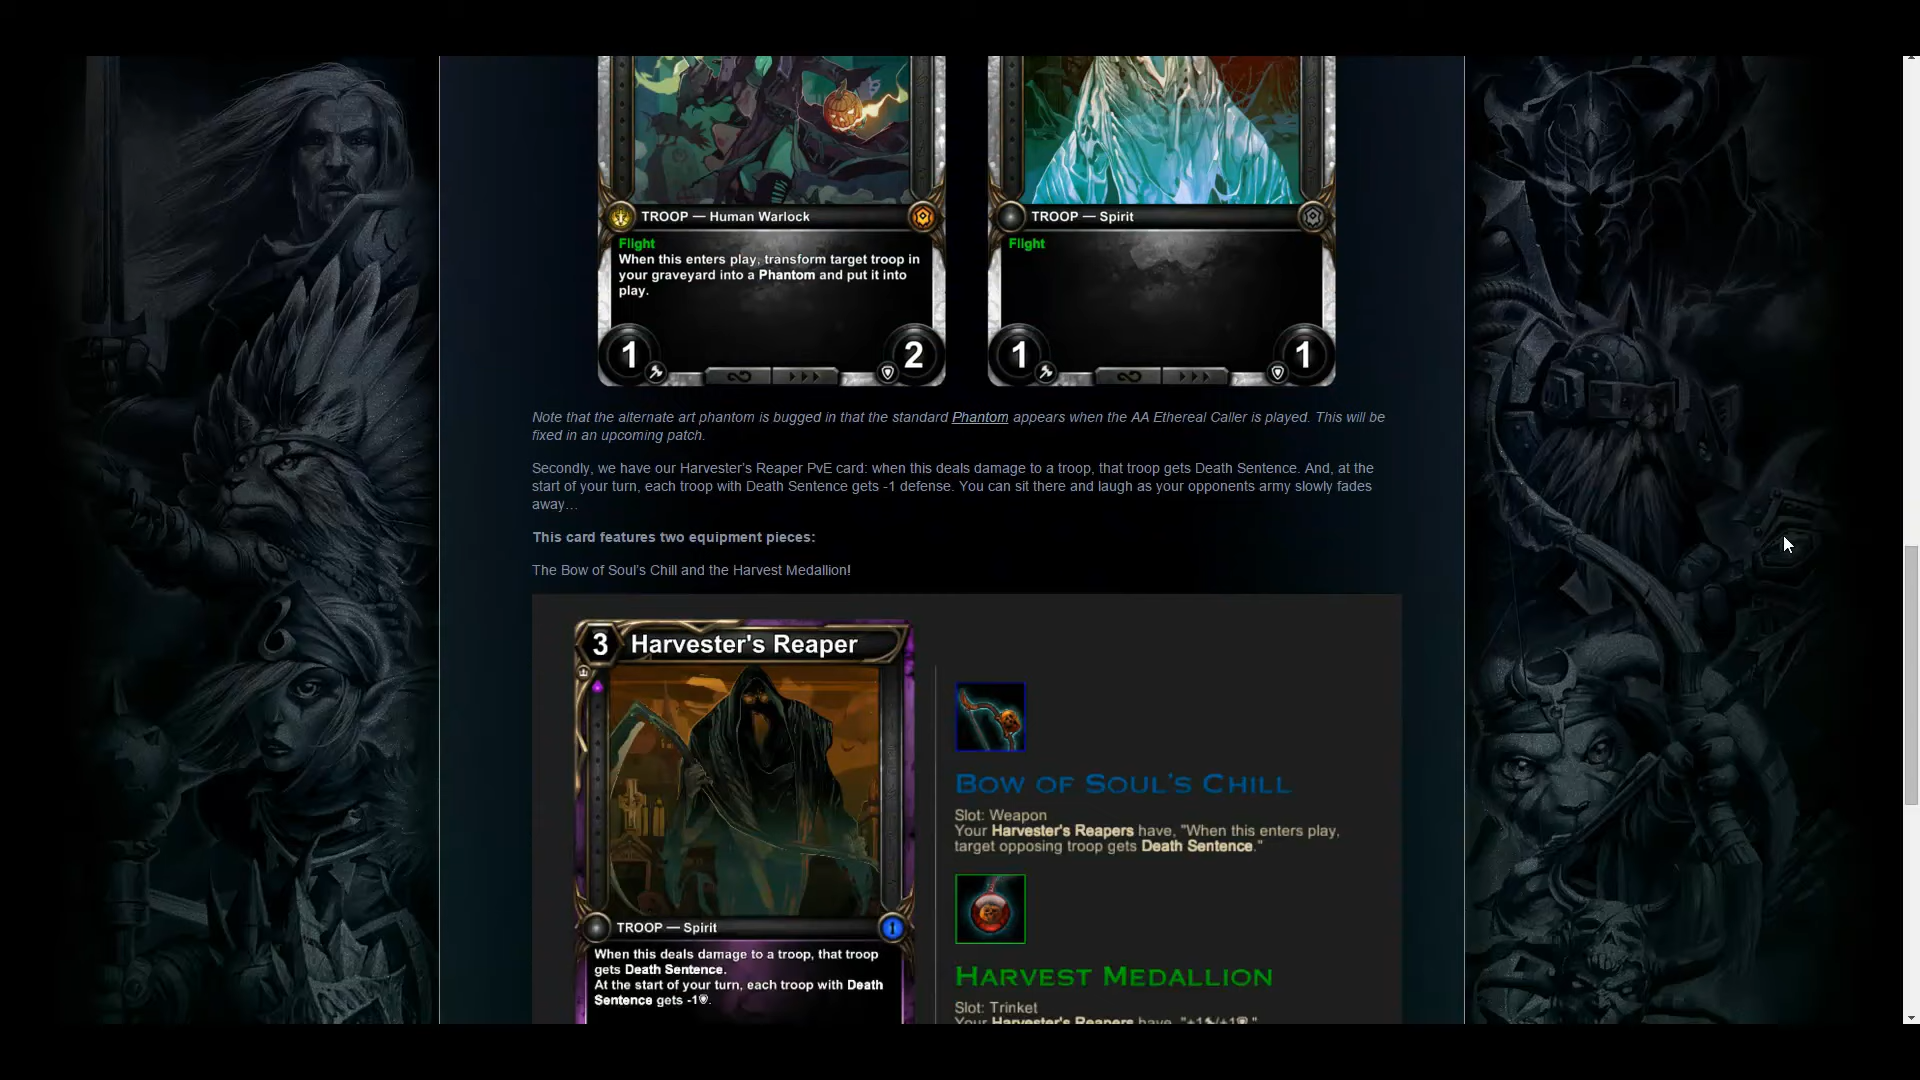 TROOP — Human Warlock
Flight
When this enters play, transform target troop in
your graveyard into a Phantom and put it into
play.
1
2
TROOP — Spirit
Flight
1
1
Note that the alternate art phantom is bugged in that the standard Phantom appears when the AA Ethereal Caller is played. This will be
fixed in an upcoming patch.
Secondly, we have our Harvester's Reaper PvE card: when this deals damage to a troop, that troop gets Death Sentence. And, at the
start of your turn, each troop with Death Sentence gets -1 defense. You can sit there and laugh as your opponents army slowly fades
away…
This card features two equipment pieces:
The Bow of Soul's Chill and the Harvest Medallion!
3 Harvester's Reaper
TROOP — Spirit
When this deals damage to a troop, that troop
gets Death Sentence.
At the start of your turn, each troop with Death
Sentence gets -1.
Bow of Soul's Chill
Slot: Weapon
Your Harvester's Reapers have, "When this enters play,
target opposing troop gets Death Sentence."
Harvest Medallion
Slot: Trinket
Your Harvester's Reapers have, "+1/+1."